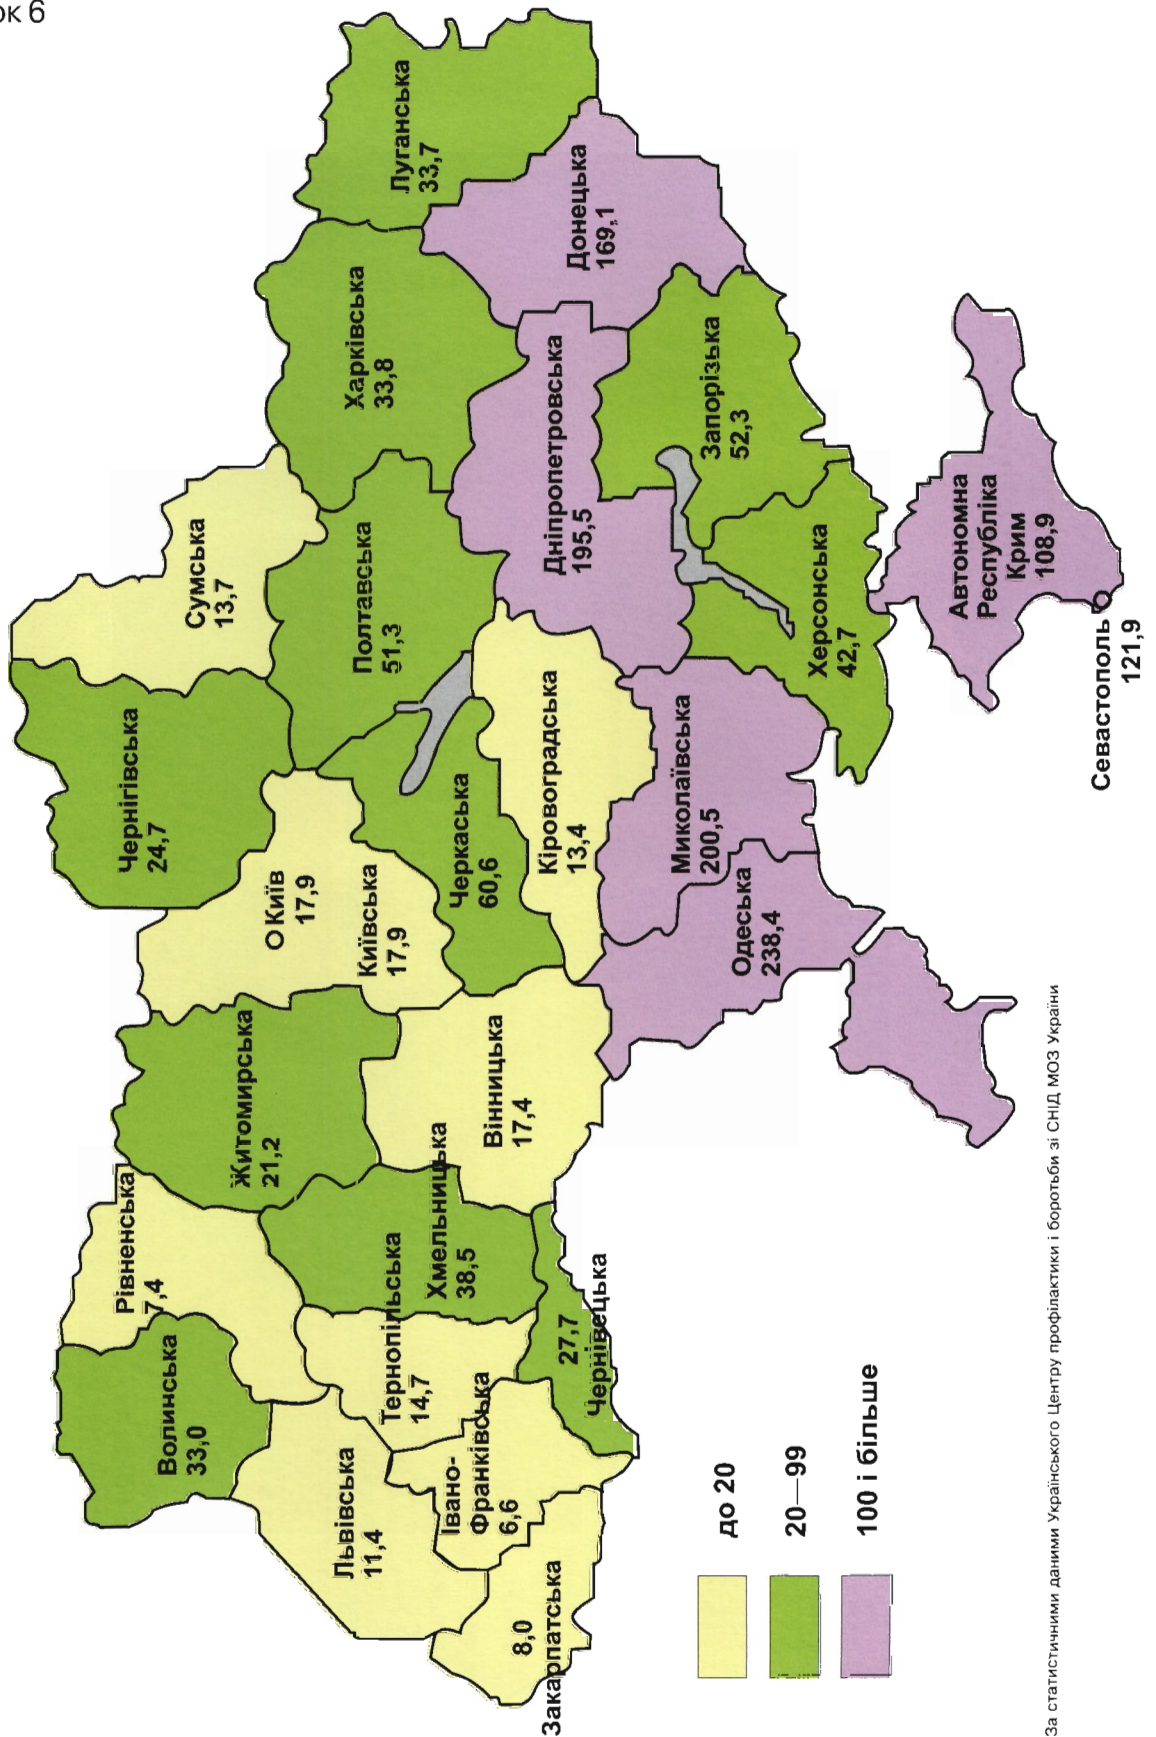 ок 6
Волинська
33,0
Рівненська
7,4
Житомирська
21,2
Київ
17,9
Київська
17,9
Чернігівська
24,7
Сумська
13,7
Львівська
11,4
Тернопільська
14,7
Хмельницька
38,5
Вінницька
17,4
Івано-
Франківська
6,6
8,0
Закарпатська
27,7
Чернівецька
Черкаська
60,6
Полтавська
51,3
Харківська
33,8
Луганська
33,7
Кіровоградська
13,4
Дніпропетровська
195,5
Донецька
169,1
Миколаївська
200,5
Одеська
238,4
Запорізька
52,3
Херсонська
42,7
Автономна
Республіка
Крим
108,9
Севастополь
121,9
до 20
20—99
100 і більше
За статистичними даними Українського Центру профілактики і боротьби зі СНІД МОЗ України